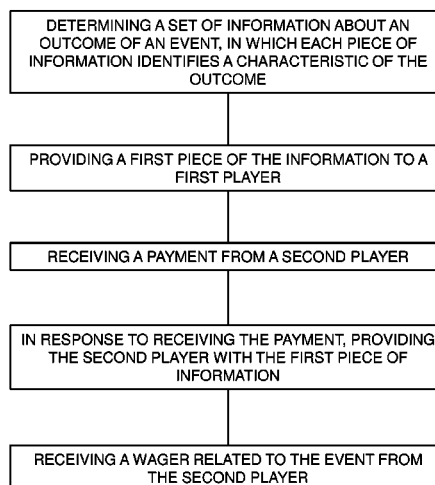 DETERMINING A SET OF INFORMATION ABOUT AN
OUTCOME OF AN EVENT, IN WHICH EACH PIECE OF
INFORMATION IDENTIFIES A CHARACTERISTIC OF THE
OUTCOME
PROVIDING A FIRST PIECE OF THE INFORMATION TO A
FIRST PLAYER
RECEIVING A PAYMENT FROM A SECOND PLAYER
IN RESPONSE TO RECEIVING THE PAYMENT, PROVIDING
THE SECOND PLAYER WITH THE FIRST PIECE OF
INFORMATION
RECEIVING A WAGER RELATED TO THE EVENT FROM
THE SECOND PLAYER